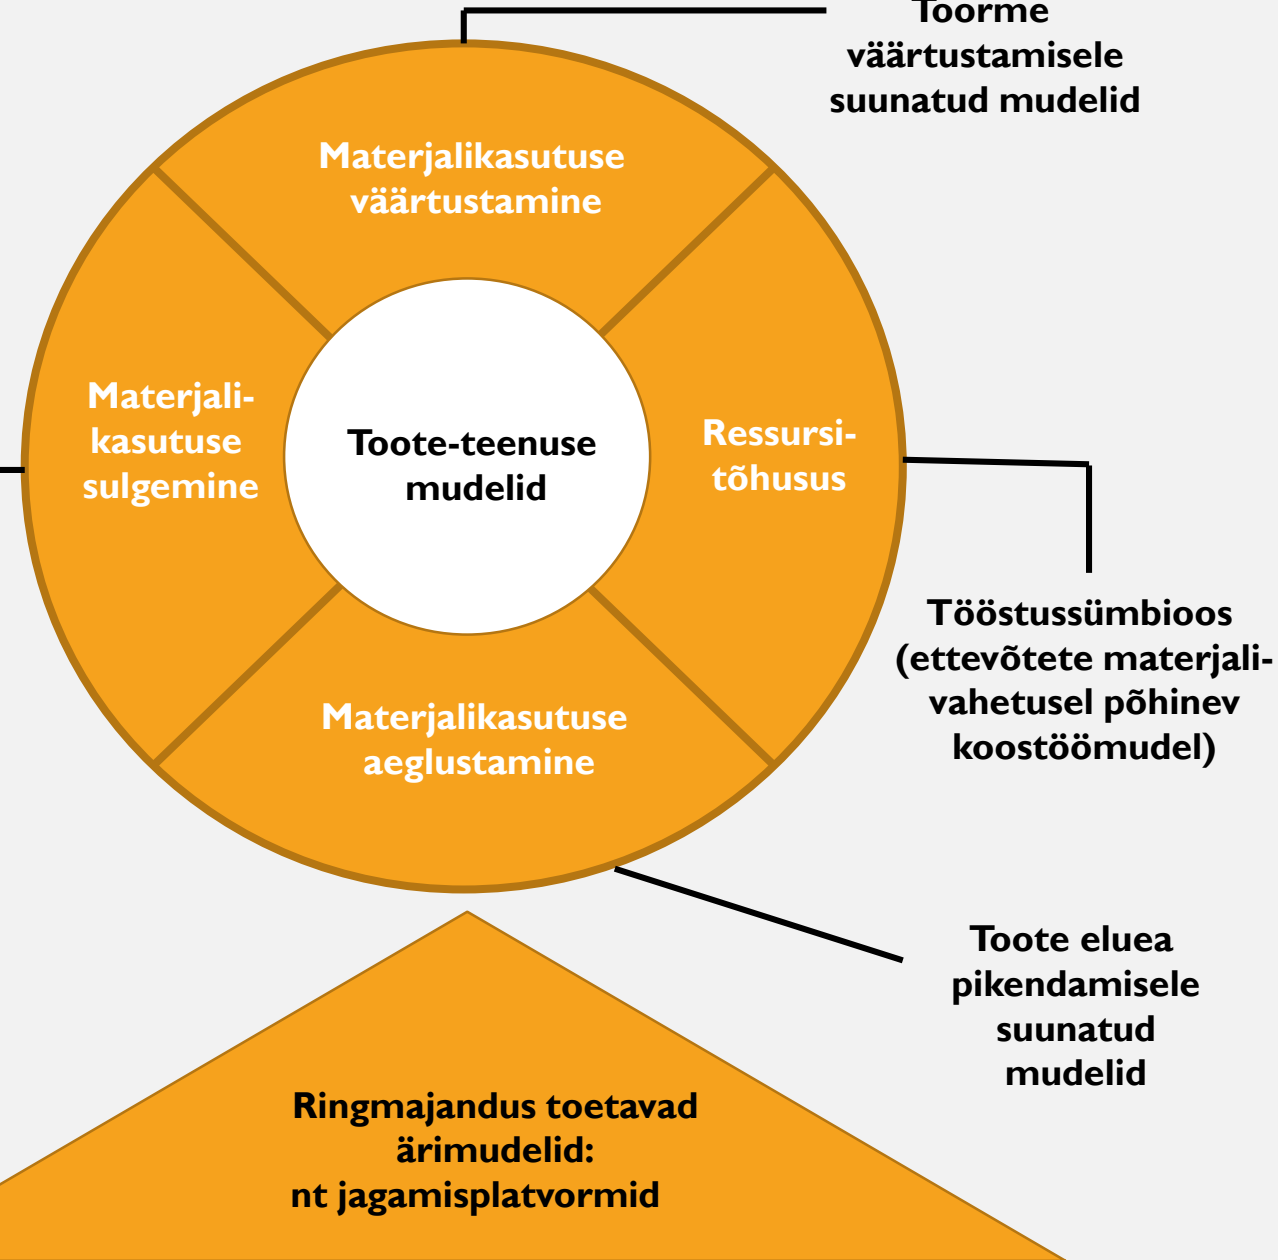 Toorme
väärtustamisele
suunatud mudelid
Materjalikasutuse
väärtustamine
Materjali-
kasutuse
sulgemine
Toote-teenuse
mudelid
Ressursi-
tõhusus
Tööstussümbioos
(ettevõtete materjali-
vahetusel põhinev
koostöömudel)
Materjalikasutuse
aeglustamine
Toote eluea
pikendamisele
suunatud
mudelid
Ringmajandus toetavad
ärimudelid:
nt jagamisplatvormid